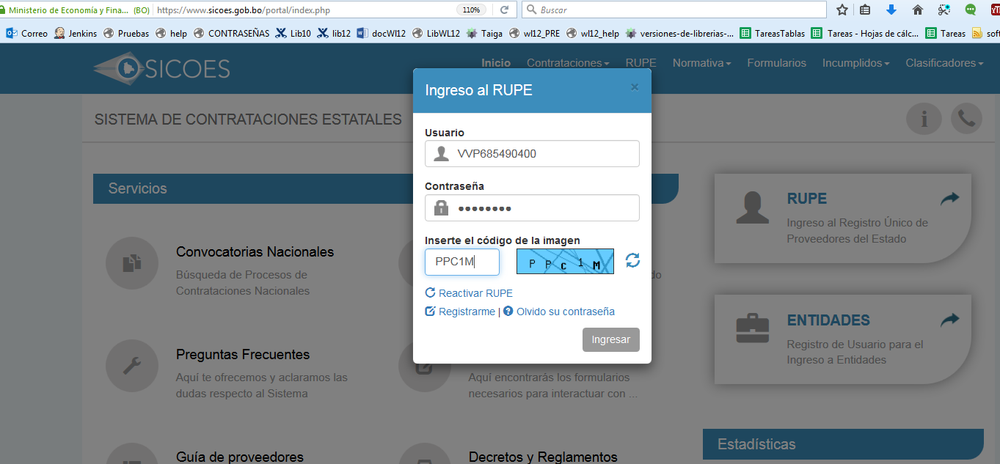 Ministerio de Economía y Fina... (BO) https://www.sicoes.gob.bo/portal/index.php 110% Buscar
Correo Jenkins Pruebas help CONTRASEÑAS Lib10 lib12 docWl12 LibWL12 Taiga wl12_PRE wl12_help versiones-de-librerias-... TareasTablas Tareas - Hojas de cálc... Tareas sof
SICOES
Inicio Contrataciones RUPE Normativa Formularios Incumplidos Clasificadores
SISTEMA DE CONTRATACIONES ESTATALES
Servicios
Convocatorias Nacionales
Búsqueda de Procesos de
Contrataciones Nacionales
do
Preguntas Frecuentes
Aquí te ofrecemos y aclaramos las
dudas respecto al Sistema
Aquí encontrarás los formularios
necesarios para interactuar con ...
Guía de proveedores
Decretos y Reglamentos
Ingreso al RUPE
×
Usuario
VVP685490400
Contraseña
••••••••
Inserte el código de la imagen
PPC1M
P P C 1 M
Reactivar RUPE
Registrarme | Olvido su contraseña
Ingresar
RUPE
Ingreso al Registro Único de
Proveedores del Estado
ENTIDADES
Registro de Usuario para el
Ingreso a Entidades
Estadísticas